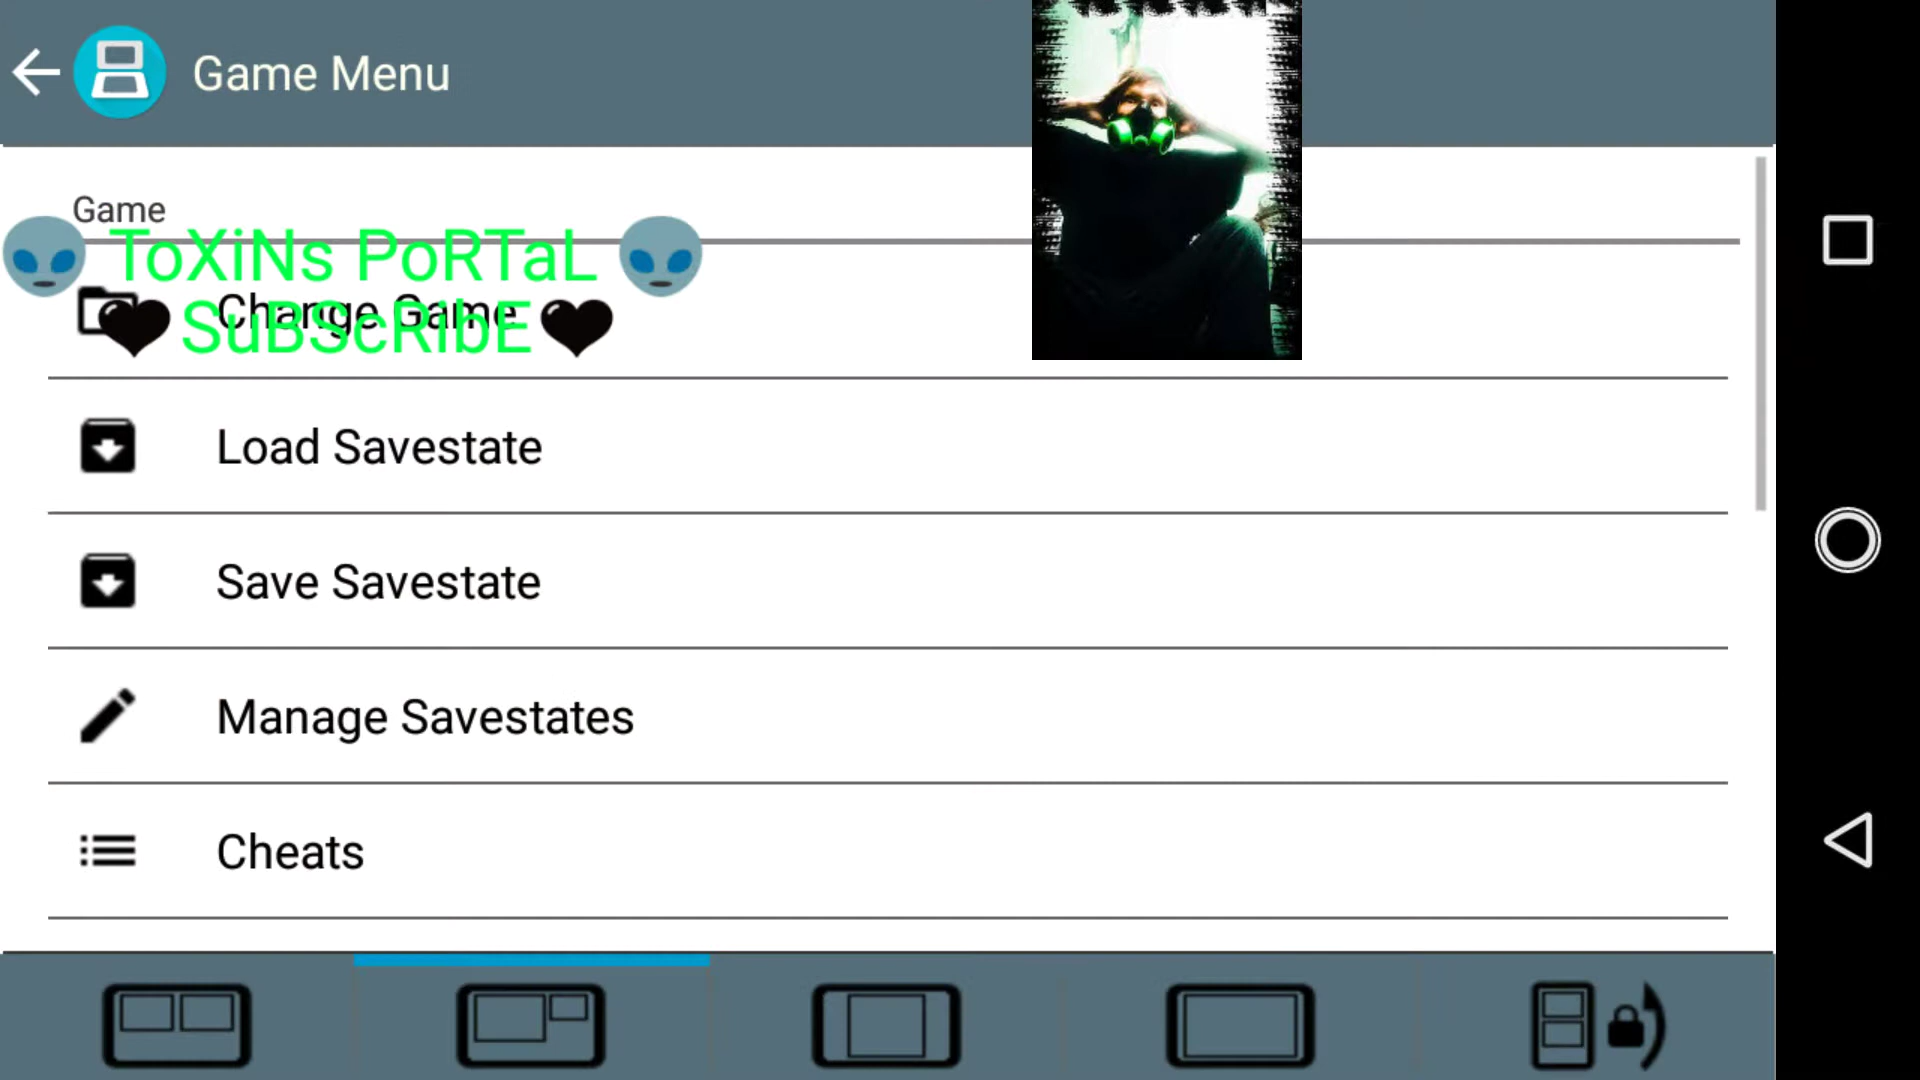 Game Menu
Game
👽 ToXiNs PoRTaL 👽
Change Game
🖤 SuBScRibE 🖤
Load Savestate
Save Savestate
Manage Savestates
Cheats